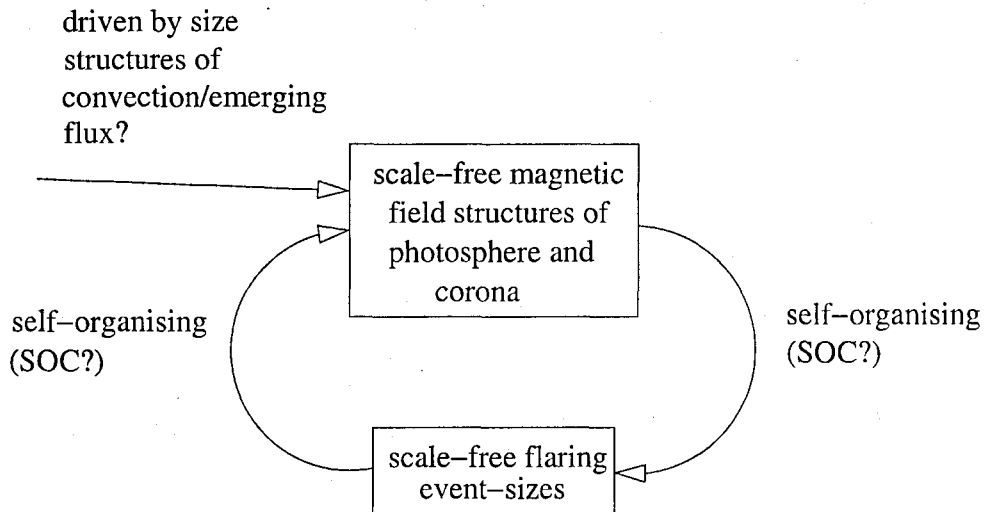 driven by size
structures of
convection/emerging
flux?
scale–free magnetic
field structures of
photosphere and
corona
self–organising
(SOC?)
self–organising
(SOC?)
scale–free flaring
event–sizes